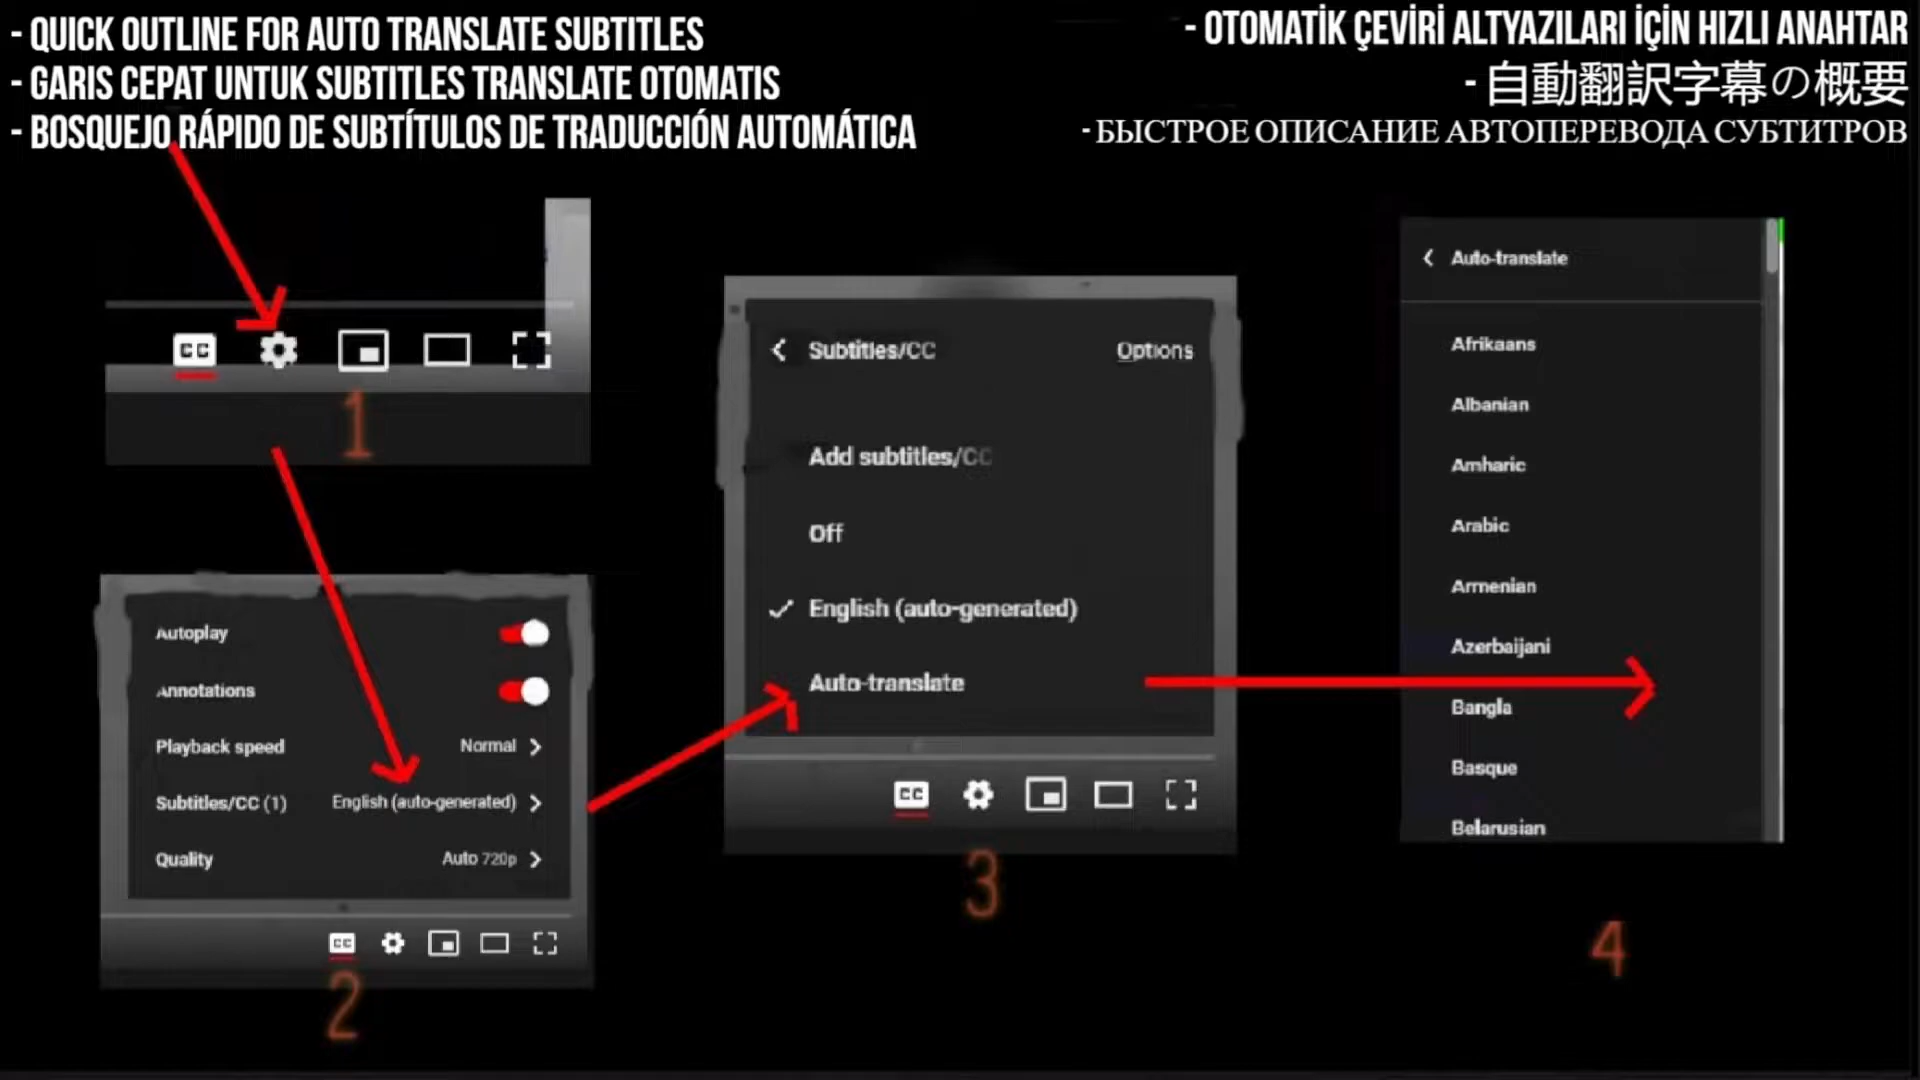 - QUICK OUTLINE FOR AUTO TRANSLATE SUBTITLES
- GARIS CEPAT UNTUK SUBTITLES TRANSLATE OTOMATIS
- BOSQUEJO RÁPIDO DE SUBTÍTULOS DE TRADUCCIÓN AUTOMÁTICA
- OTOMATİK ÇEVİRİ ALTYAZILARI İÇİN HIZLI ANAHTAR
- 自動翻訳字幕の概要
- БЫСТРОЕ ОПИСАНИЕ АВТОПЕРЕВОДА СУБТИТРОВ
CC
1
Autoplay
Annotations
Playback speed Normal
Subtitles/CC (1) English (auto-generated)
Quality Auto 720p
CC
2
Subtitles/CC Options
Add subtitles/CC
Off
English (auto-generated)
Auto-translate
CC
3
Auto-translate
Afrikaans
Albanian
Amharic
Arabic
Armenian
Azerbaijani
Bangla
Basque
Belarusian
4